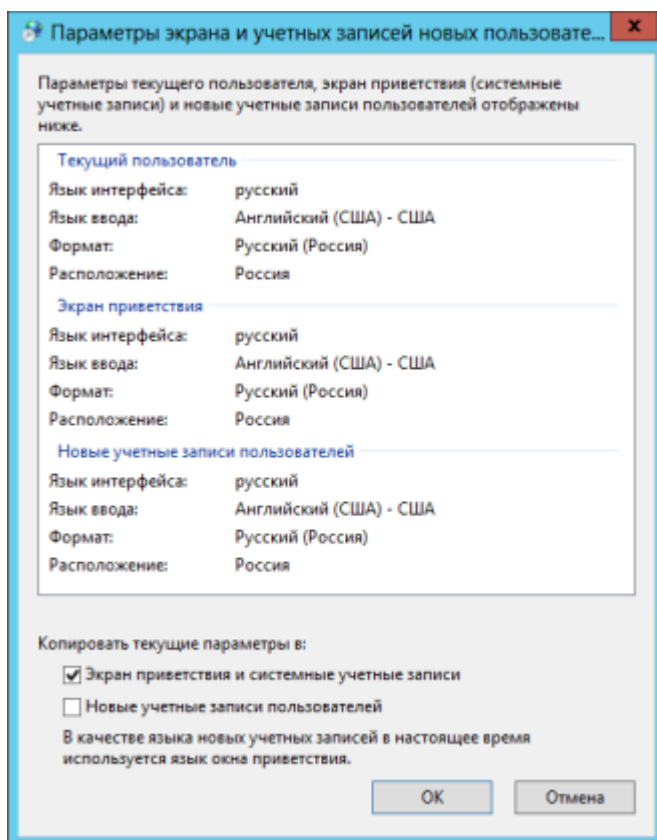 Параметры экрана и учетных записей новых пользовате...
Параметры текущего пользователя, экран приветствия (системные
учетные записи) и новые учетные записи пользователей отображены
ниже.
Текущий пользователь
Язык интерфейса: русский
Язык ввода: Английский (США) - США
Формат: Русский (Россия)
Расположение: Россия
Экран приветствия
Язык интерфейса: русский
Язык ввода: Английский (США) - США
Формат: Русский (Россия)
Расположение: Россия
Новые учетные записи пользователей
Язык интерфейса: русский
Язык ввода: Английский (США) - США
Формат: Русский (Россия)
Расположение: Россия
Копировать текущие параметры в:
Экран приветствия и системные учетные записи
Новые учетные записи пользователей
В качестве языка новых учетных записей в настоящее время
используется язык окна приветствия.
ОК Отмена